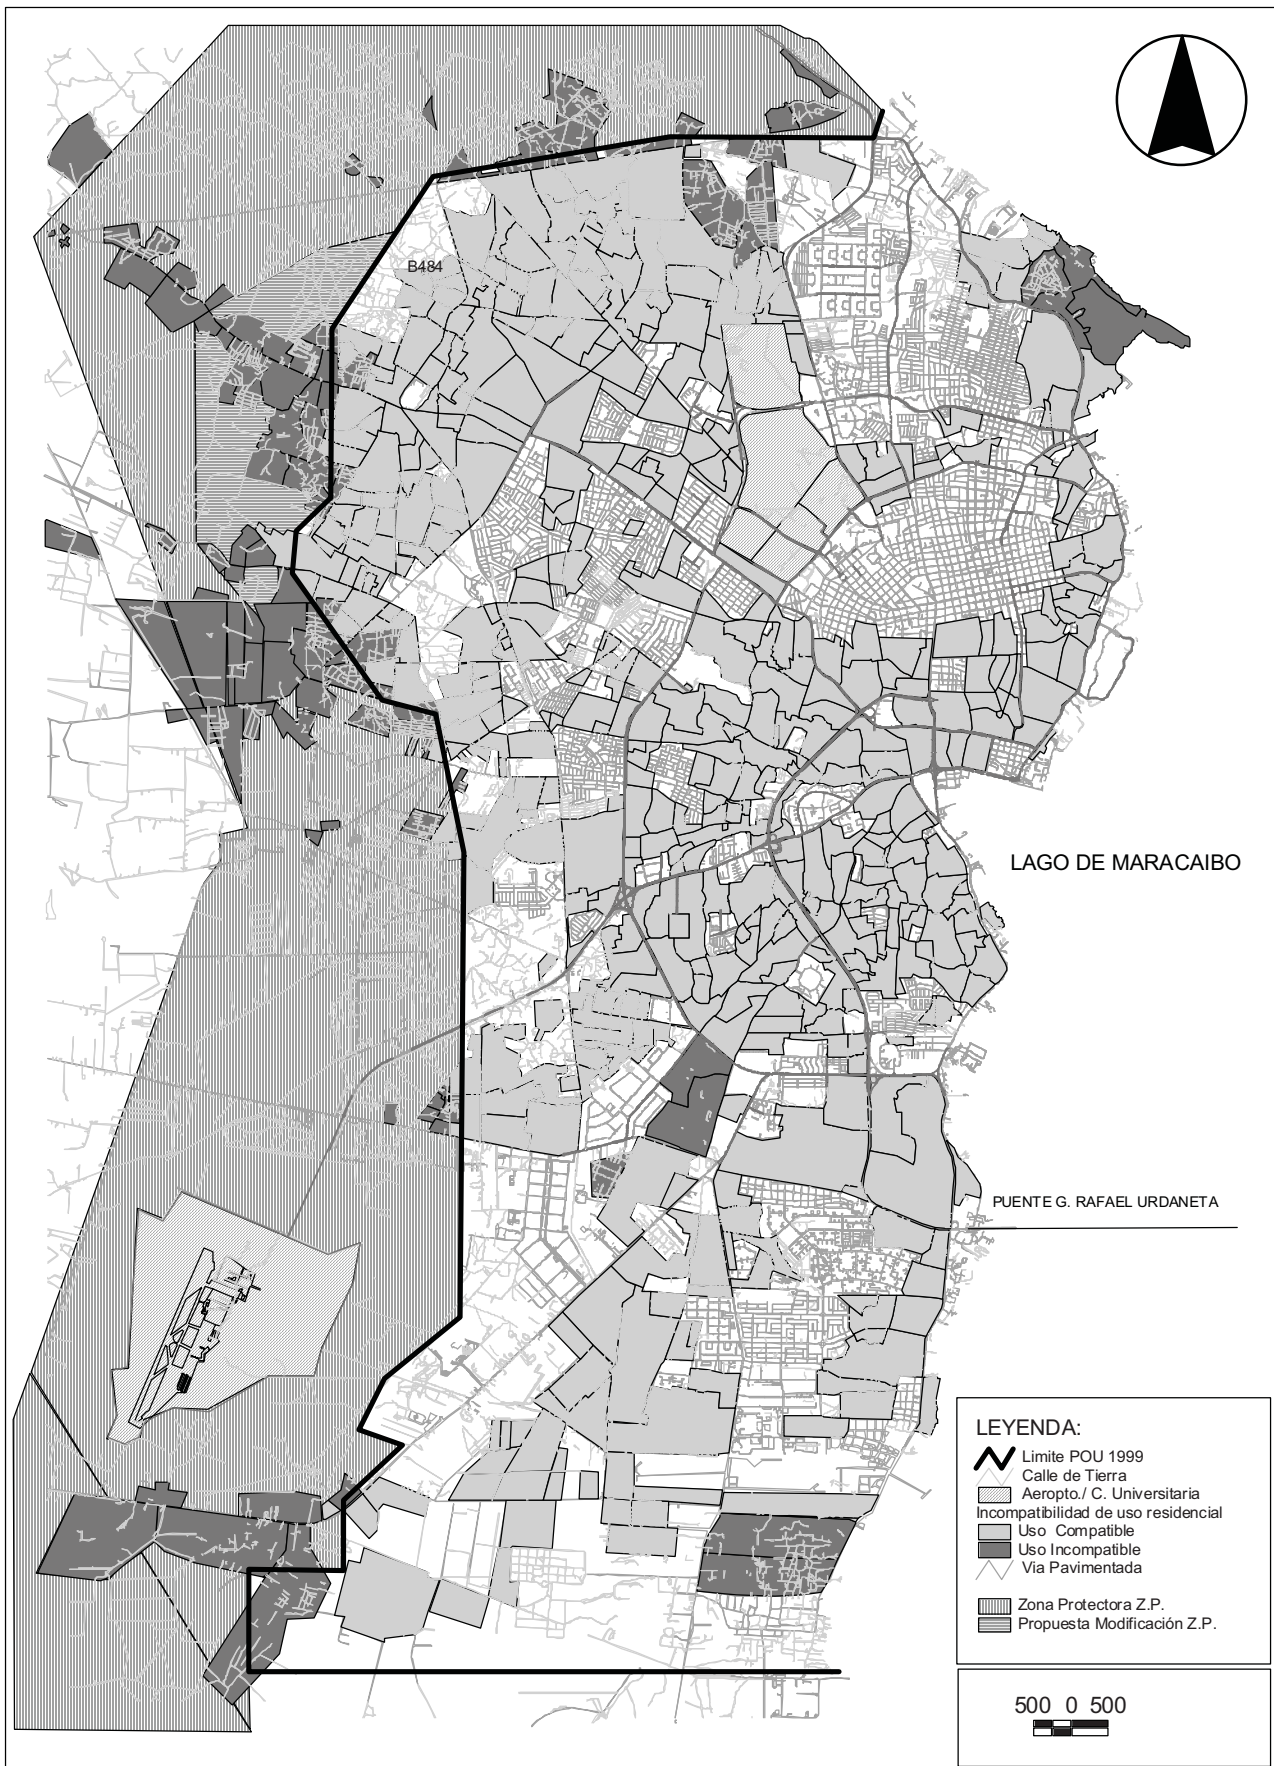 B484
LAGO DE MARACAIBO
PUENTE G. RAFAEL URDANETA
LEYENDA:
Limite POU 1999
Calle de Tierra
Aeropto./ C. Universitaria
Incompatibilidad de uso residencial
Uso Compatible
Uso Incompatible
Via Pavimentada
Zona Protectora Z.P.
Propuesta Modificación Z.P.
500 0 500